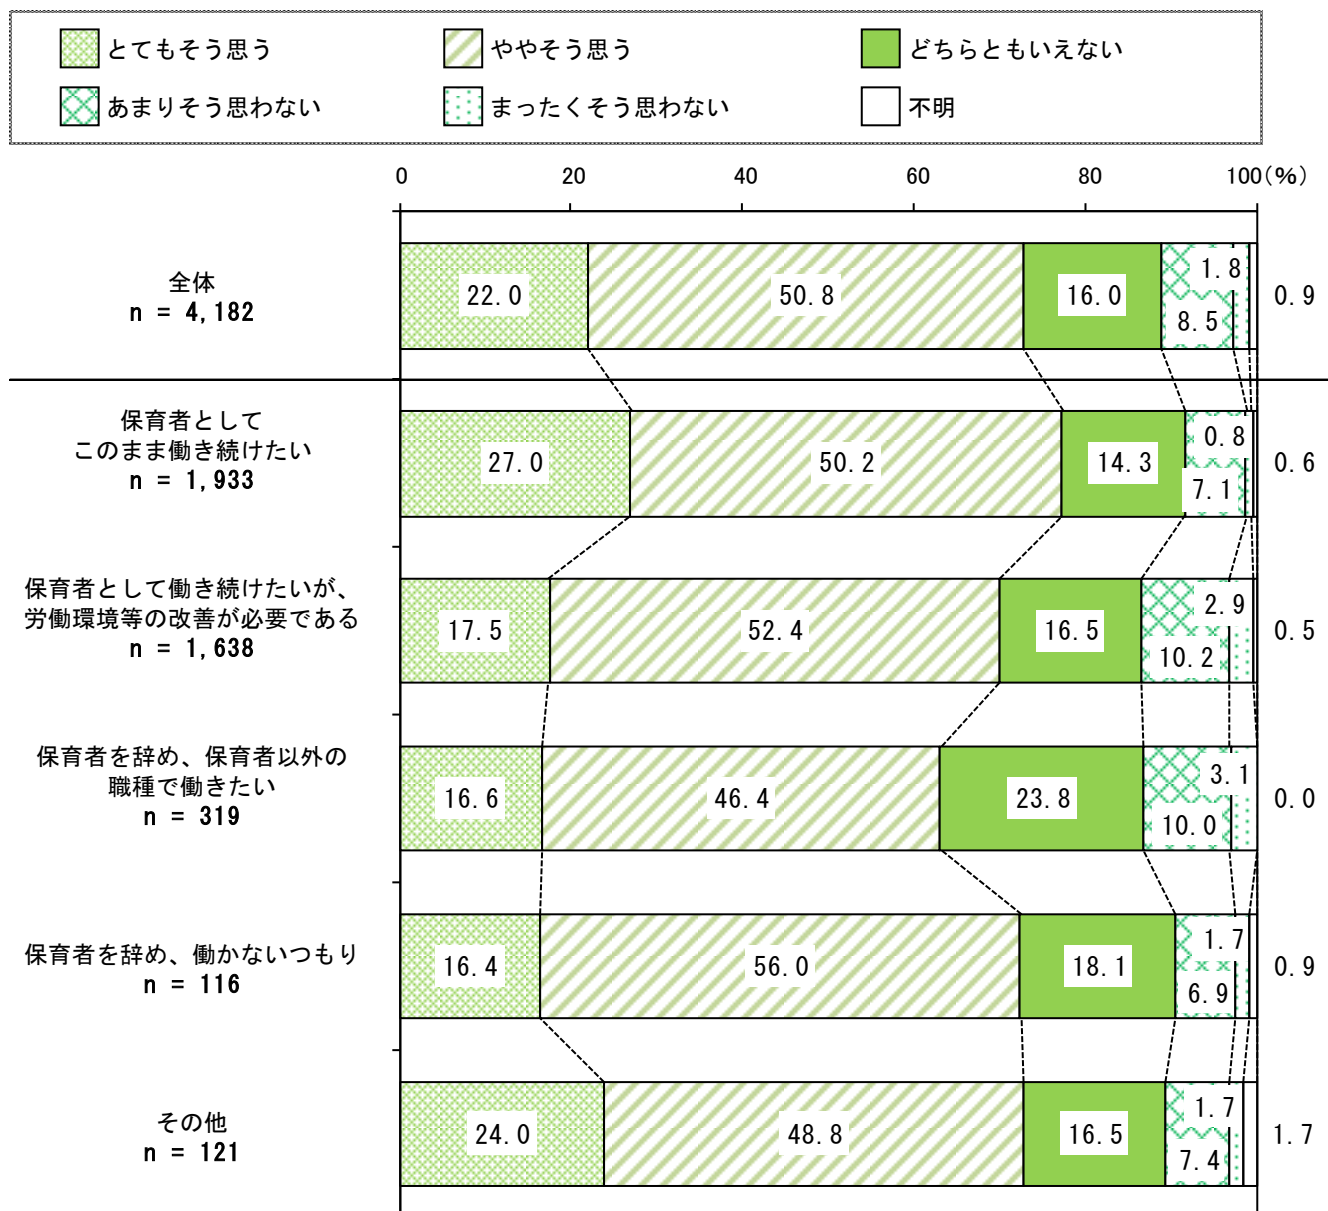 とてもそう思う ややそう思う どちらともいえない
あまりそう思わない まったくそう思わない 不明
0 20 40 60 80 100(%)
全体
n = 4,182
22.0 50.8 16.0 8.5 1.8 0.9
保育者として
このまま働き続けたい
n = 1,933
27.0 50.2 14.3 7.1 0.8 0.6
保育者として働き続けたいが、
労働環境等の改善が必要である
n = 1,638
17.5 52.4 16.5 10.2 2.9 0.5
保育者を辞め、保育者以外の
職種で働きたい
n = 319
16.6 46.4 23.8 10.0 3.1 0.0
保育者を辞め、働かないつもり
n = 116
16.4 56.0 18.1 6.9 1.7 0.9
その他
n = 121
24.0 48.8 16.5 7.4 1.7 1.7